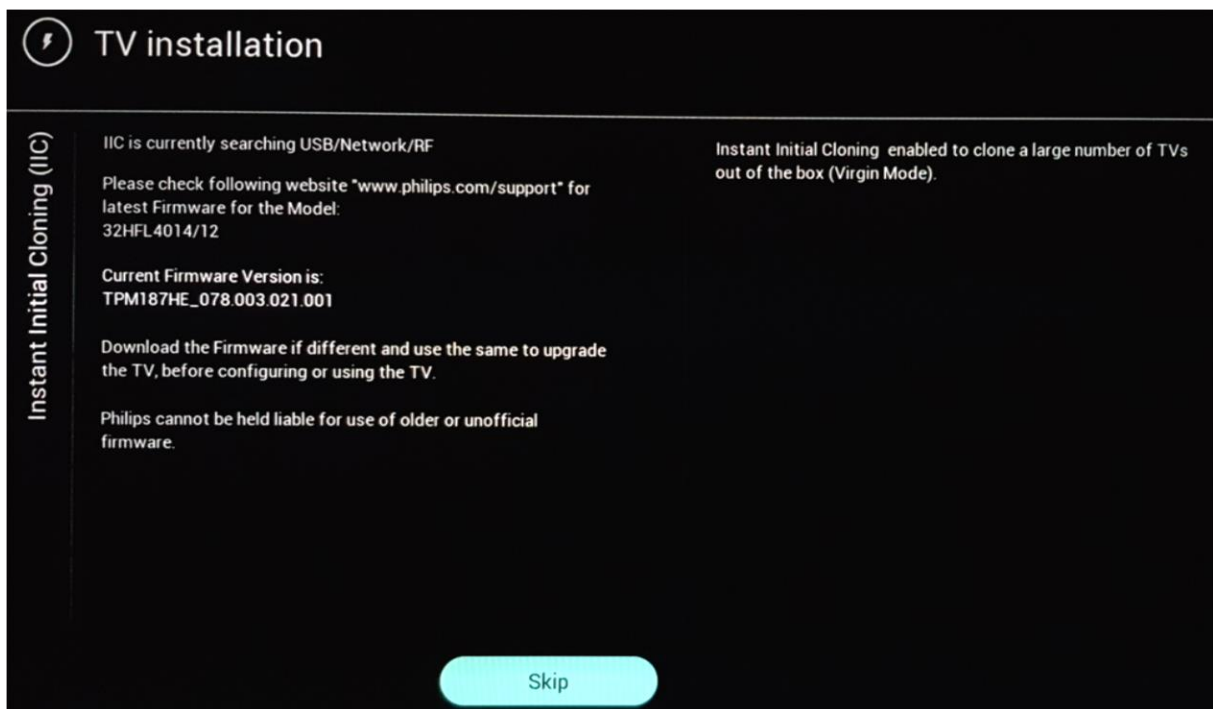 TV installation
Instant Initial Cloning (IIC)
IIC is currently searching USB/Network/RF
Please check following website "www.philips.com/support" for
latest Firmware for the Model:
32HFL4014/12
Current Firmware Version is:
TPM187HE_078.003.021.001
Download the Firmware if different and use the same to upgrade
the TV, before configuring or using the TV.
Philips cannot be held liable for use of older or unofficial
firmware.
Instant Initial Cloning enabled to clone a large number of TVs
out of the box (Virgin Mode).
Skip